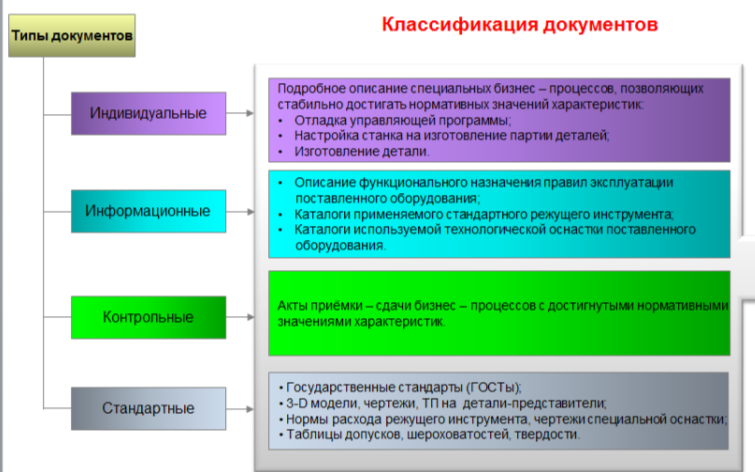 Классификация документов
Типы документов
Индивидуальные
Подробное описание специальных бизнес – процессов, позволяющих
стабильно достигать нормативных значений характеристик:
• Отладка управляющей программы;
• Настройка станка на изготовление партии деталей;
• Изготовление детали.
Информационные
• Описание функционального назначения правил эксплуатации
поставленного оборудования;
• Каталоги применяемого стандартного режущего инструмента;
• Каталоги используемой технологической оснастки поставленного
оборудования.
Контрольные
Акты приёмки – сдачи бизнес – процессов с достигнутыми нормативными
значениями характеристик.
Стандартные
• Государственные стандарты (ГОСТы);
• 3-D модели, чертежи, ТП на детали-представители;
• Нормы расхода режущего инструмента, чертежи специальной оснастки;
• Таблицы допусков, шероховатостей, твердости.